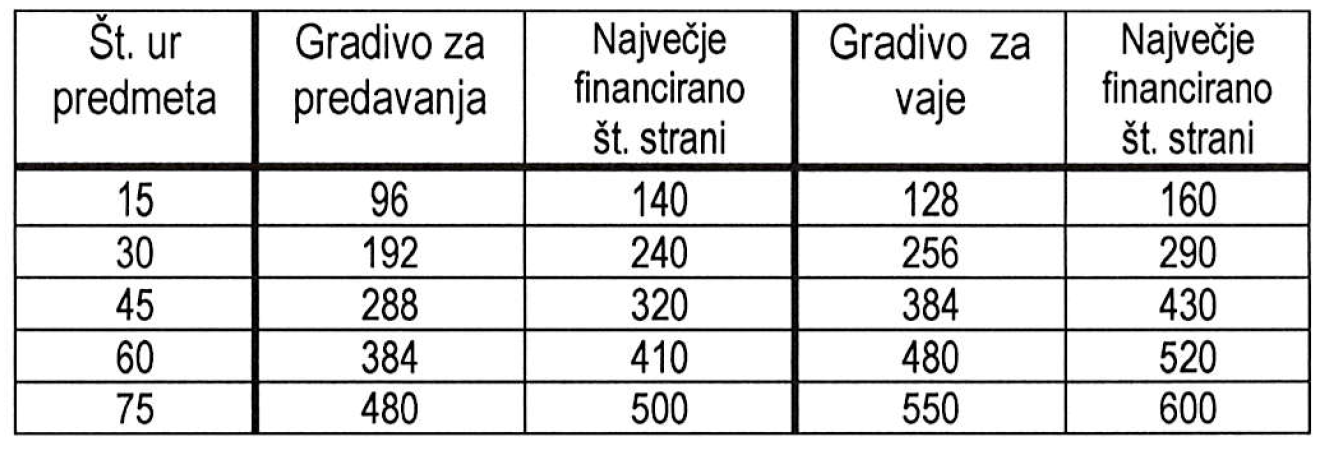 Št. ur predmeta | Gradivo za predavanja | Največje financirano št. strani | Gradivo za vaje | Največje financirano št. strani
15 | 96 | 140 | 128 | 160
30 | 192 | 240 | 256 | 290
45 | 288 | 320 | 384 | 430
60 | 384 | 410 | 480 | 520
75 | 480 | 500 | 550 | 600